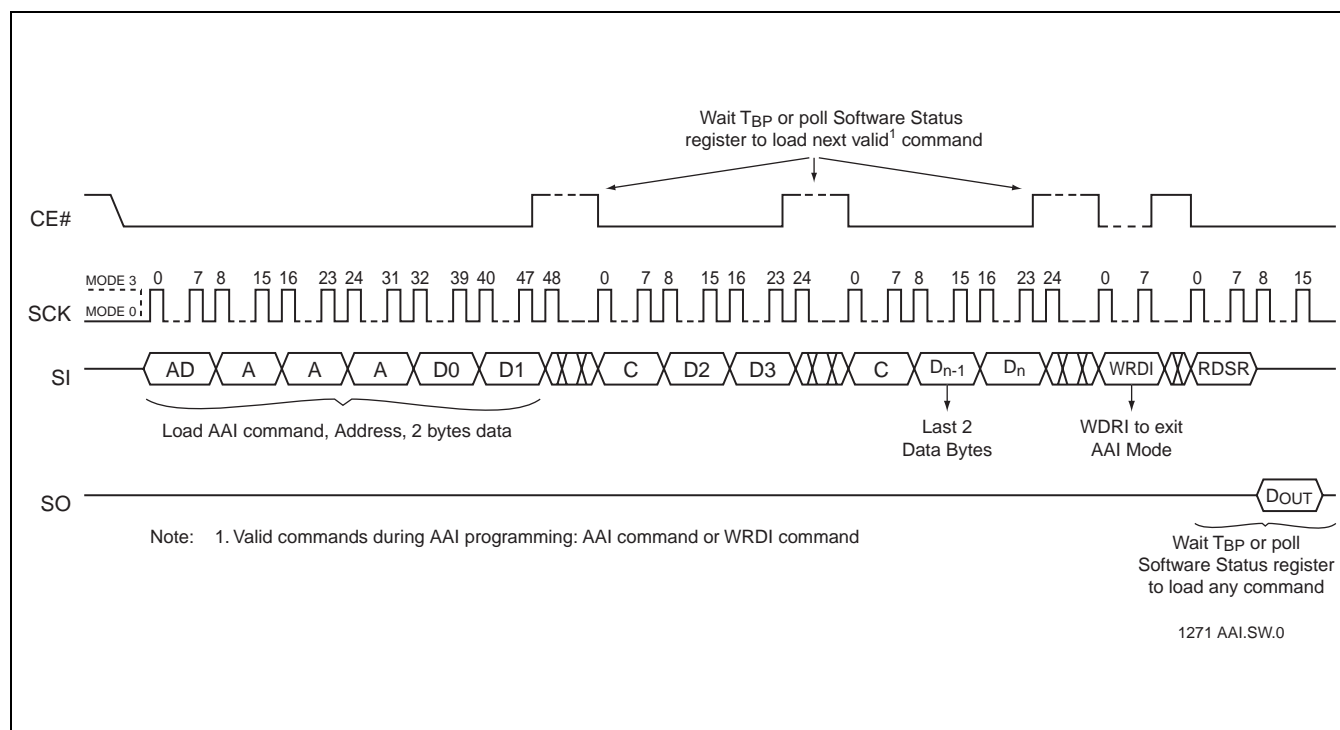 Wait TBP or poll Software Status
register to load next valid1 command
CE#
MODE 3
MODE 0
SCK
0 7 8 15 16 23 24 31 32 39 40 47 48 0 7 8 15 16 23 24 0 7 8 15 16 23 24 0 7 0 7 8 15
SI
AD A A A D0 D1 C D2 D3 C Dn-1 Dn WRDI RDSR
Load AAI command, Address, 2 bytes data
Last 2
Data Bytes
WDRI to exit
AAI Mode
SO
DOUT
Note: 1. Valid commands during AAI programming: AAI command or WRDI command
Wait TBP or poll
Software Status register
to load any command
1271 AAI.SW.0